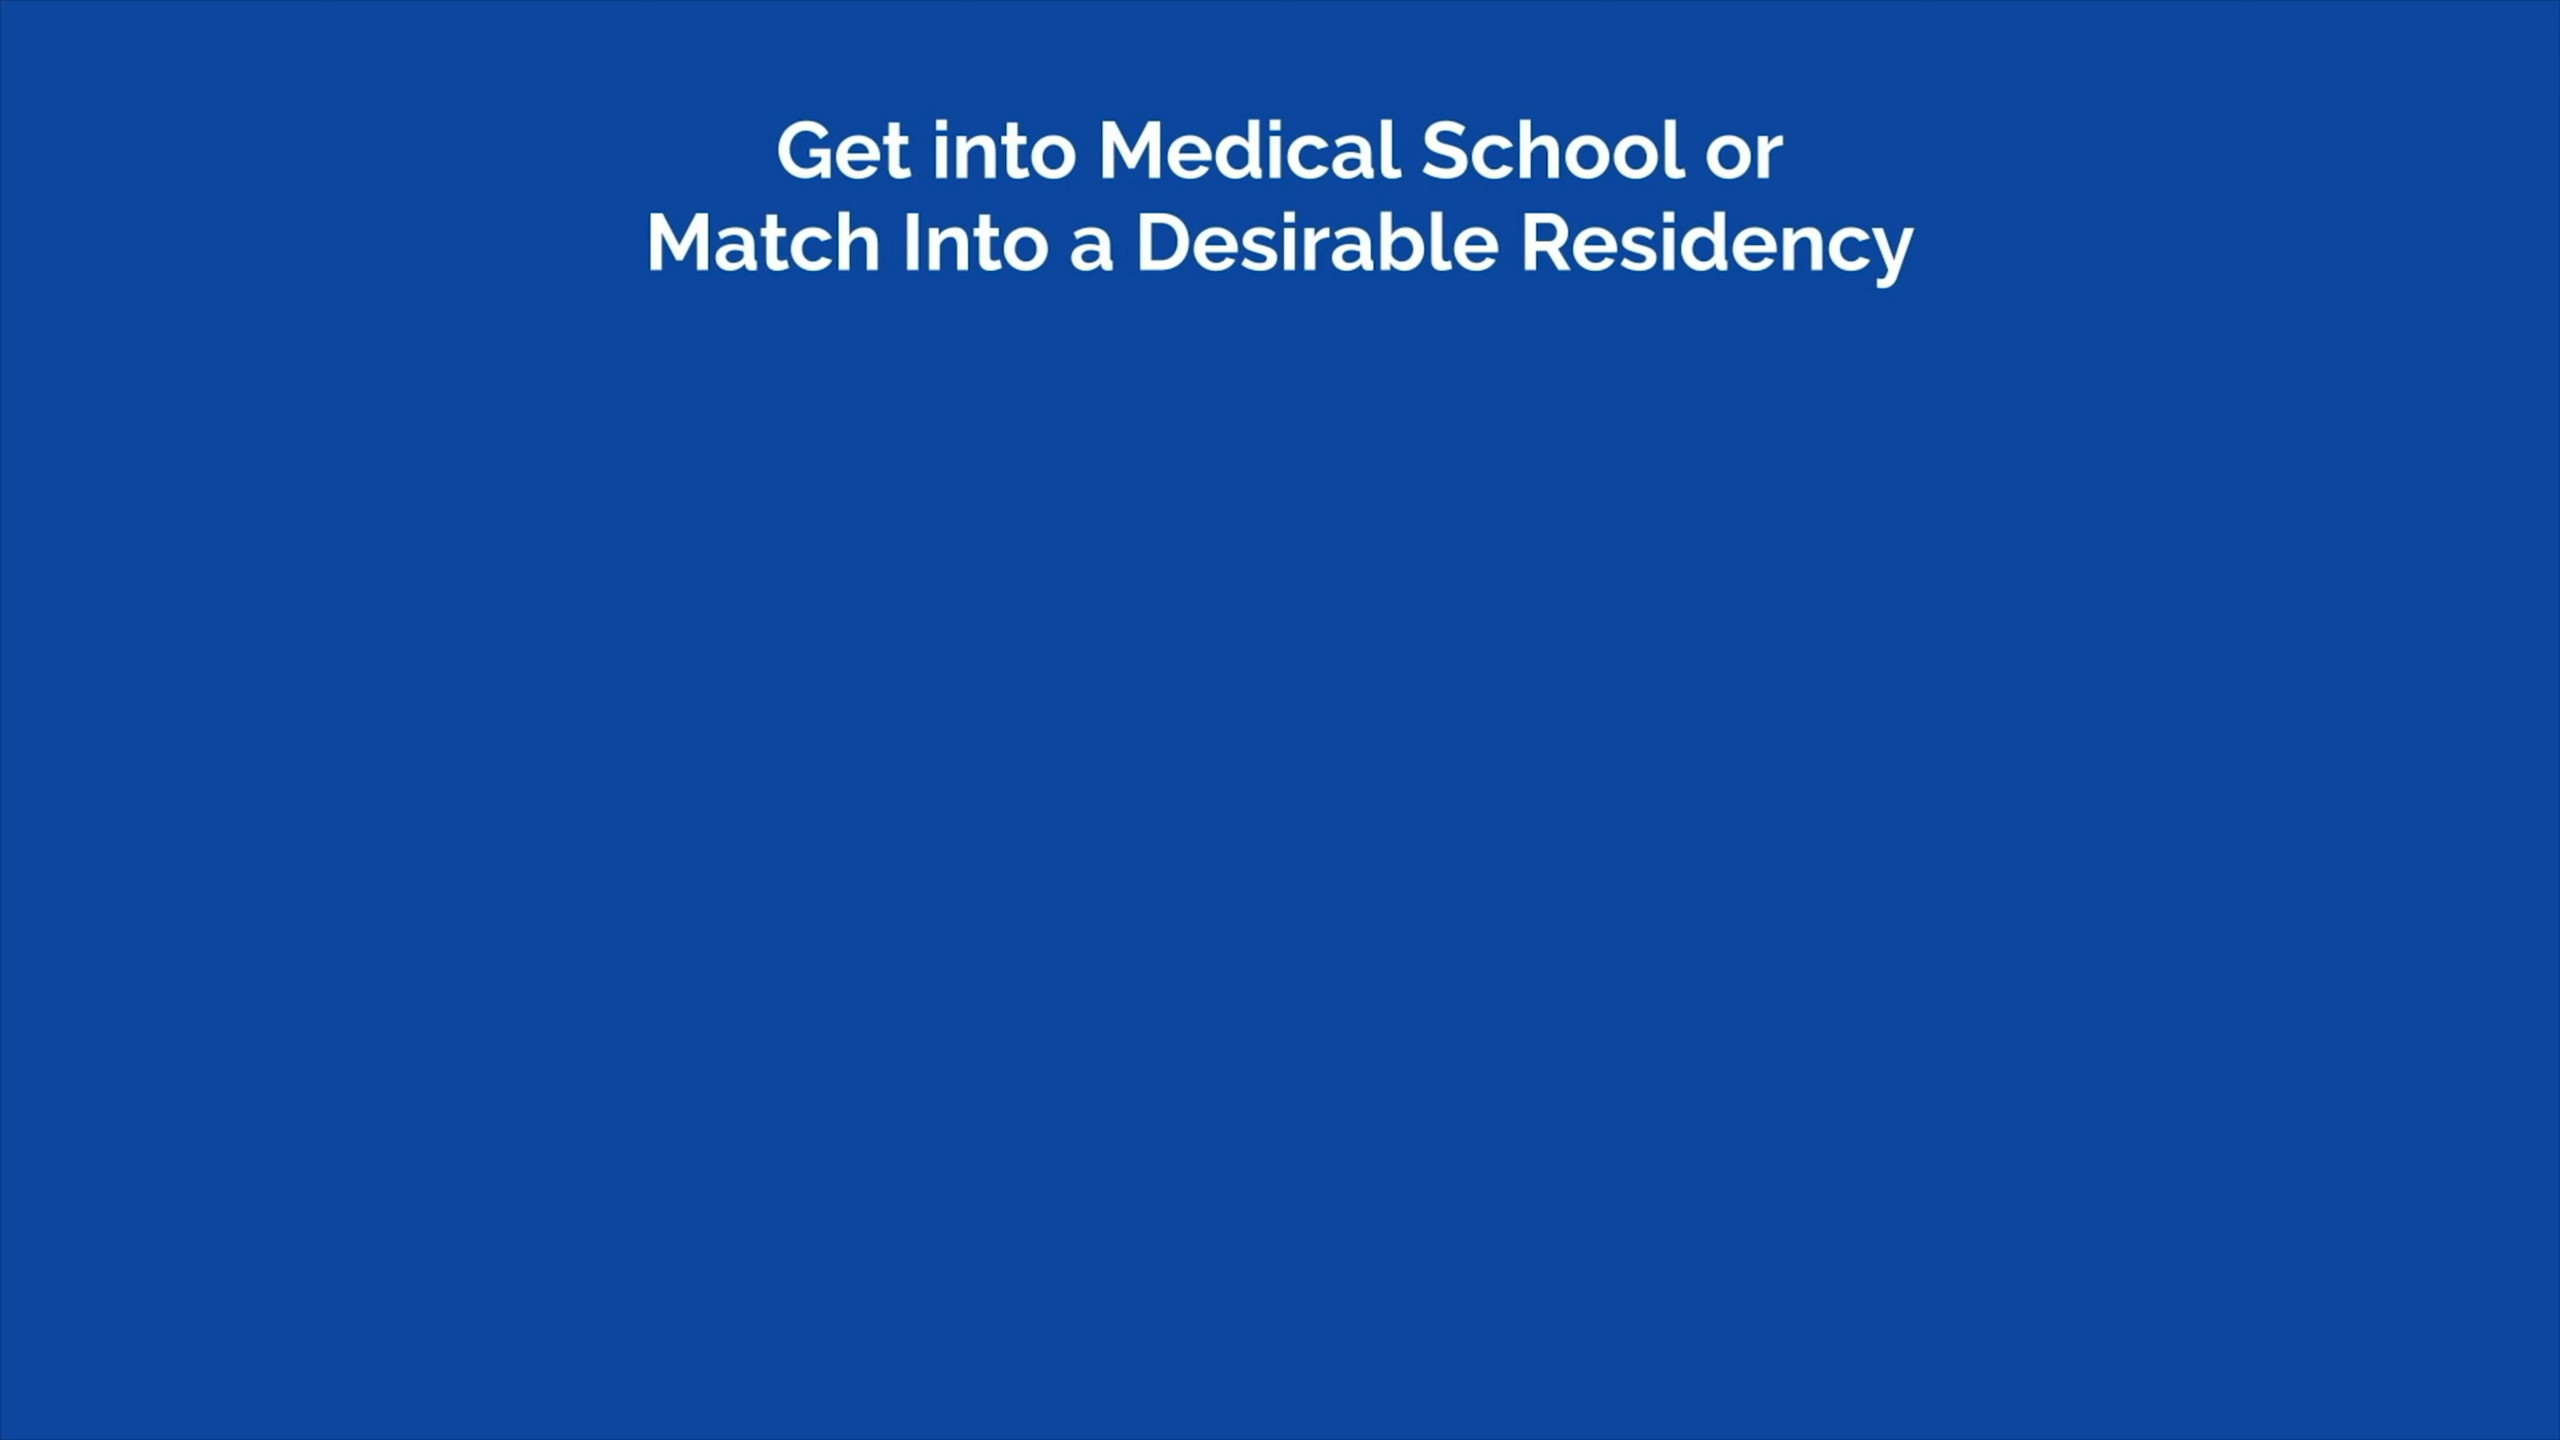 Get into Medical School or
Match Into a Desirable Residency